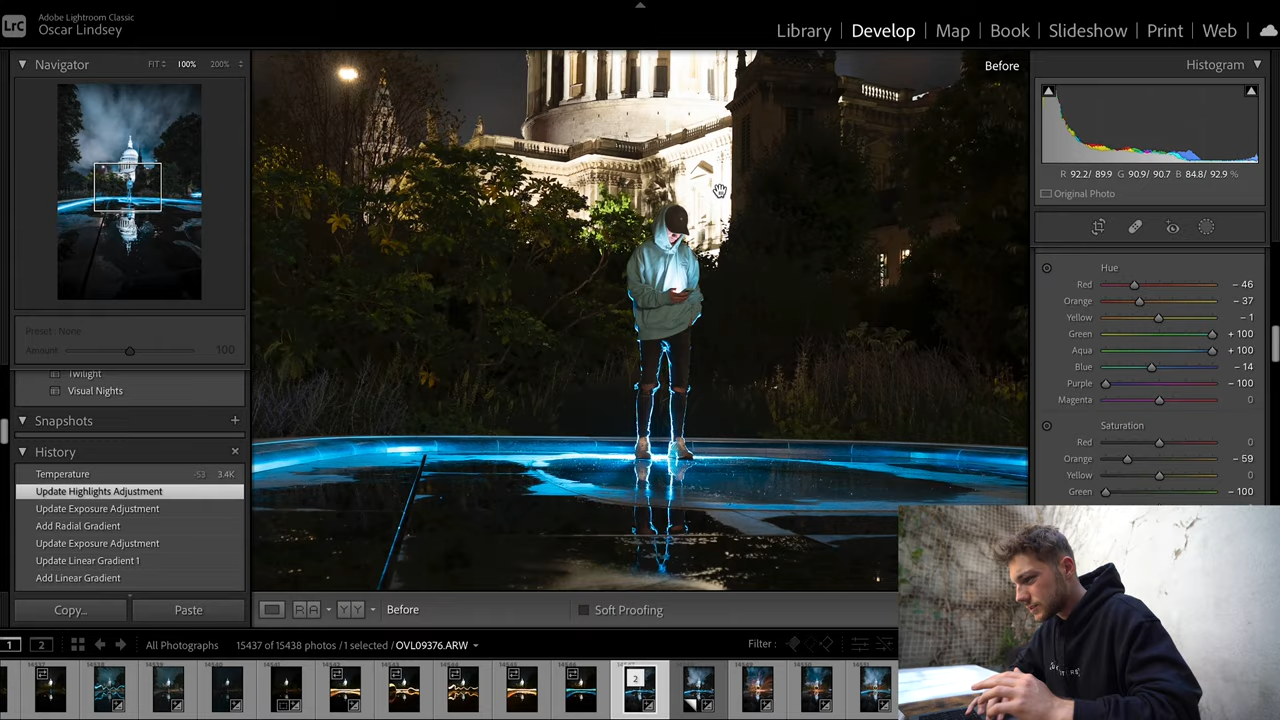 LrC
Adobe Lightroom Classic
Oscar Lindsey
Library
Develop
Map
Book
Slideshow
Print
Web
Navigator
FIT
100%
200%
Preset: None
Amount
100
Twilight
Visual Nights
Snapshots
History
Temperature -53 3.4K
Update Highlights Adjustment
Update Exposure Adjustment
Add Radial Gradient
Update Exposure Adjustment
Update Linear Gradient 1
Add Linear Gradient
Copy...
Paste
Before
Histogram
R 92.2/ 89.9 G 90.9/ 90.7 B 84.8/ 92.9 %
Original Photo
Hue
Red - 46
Orange - 37
Yellow - 1
Green + 100
Aqua + 100
Blue - 14
Purple - 100
Magenta 0
Saturation
Red 0
Orange - 59
Yellow 0
Green - 100
R A
Y Y
Before
Soft Proofing
1
2
All Photographs
15437 of 15438 photos / 1 selected / OVL09376.ARW
Filter :
2